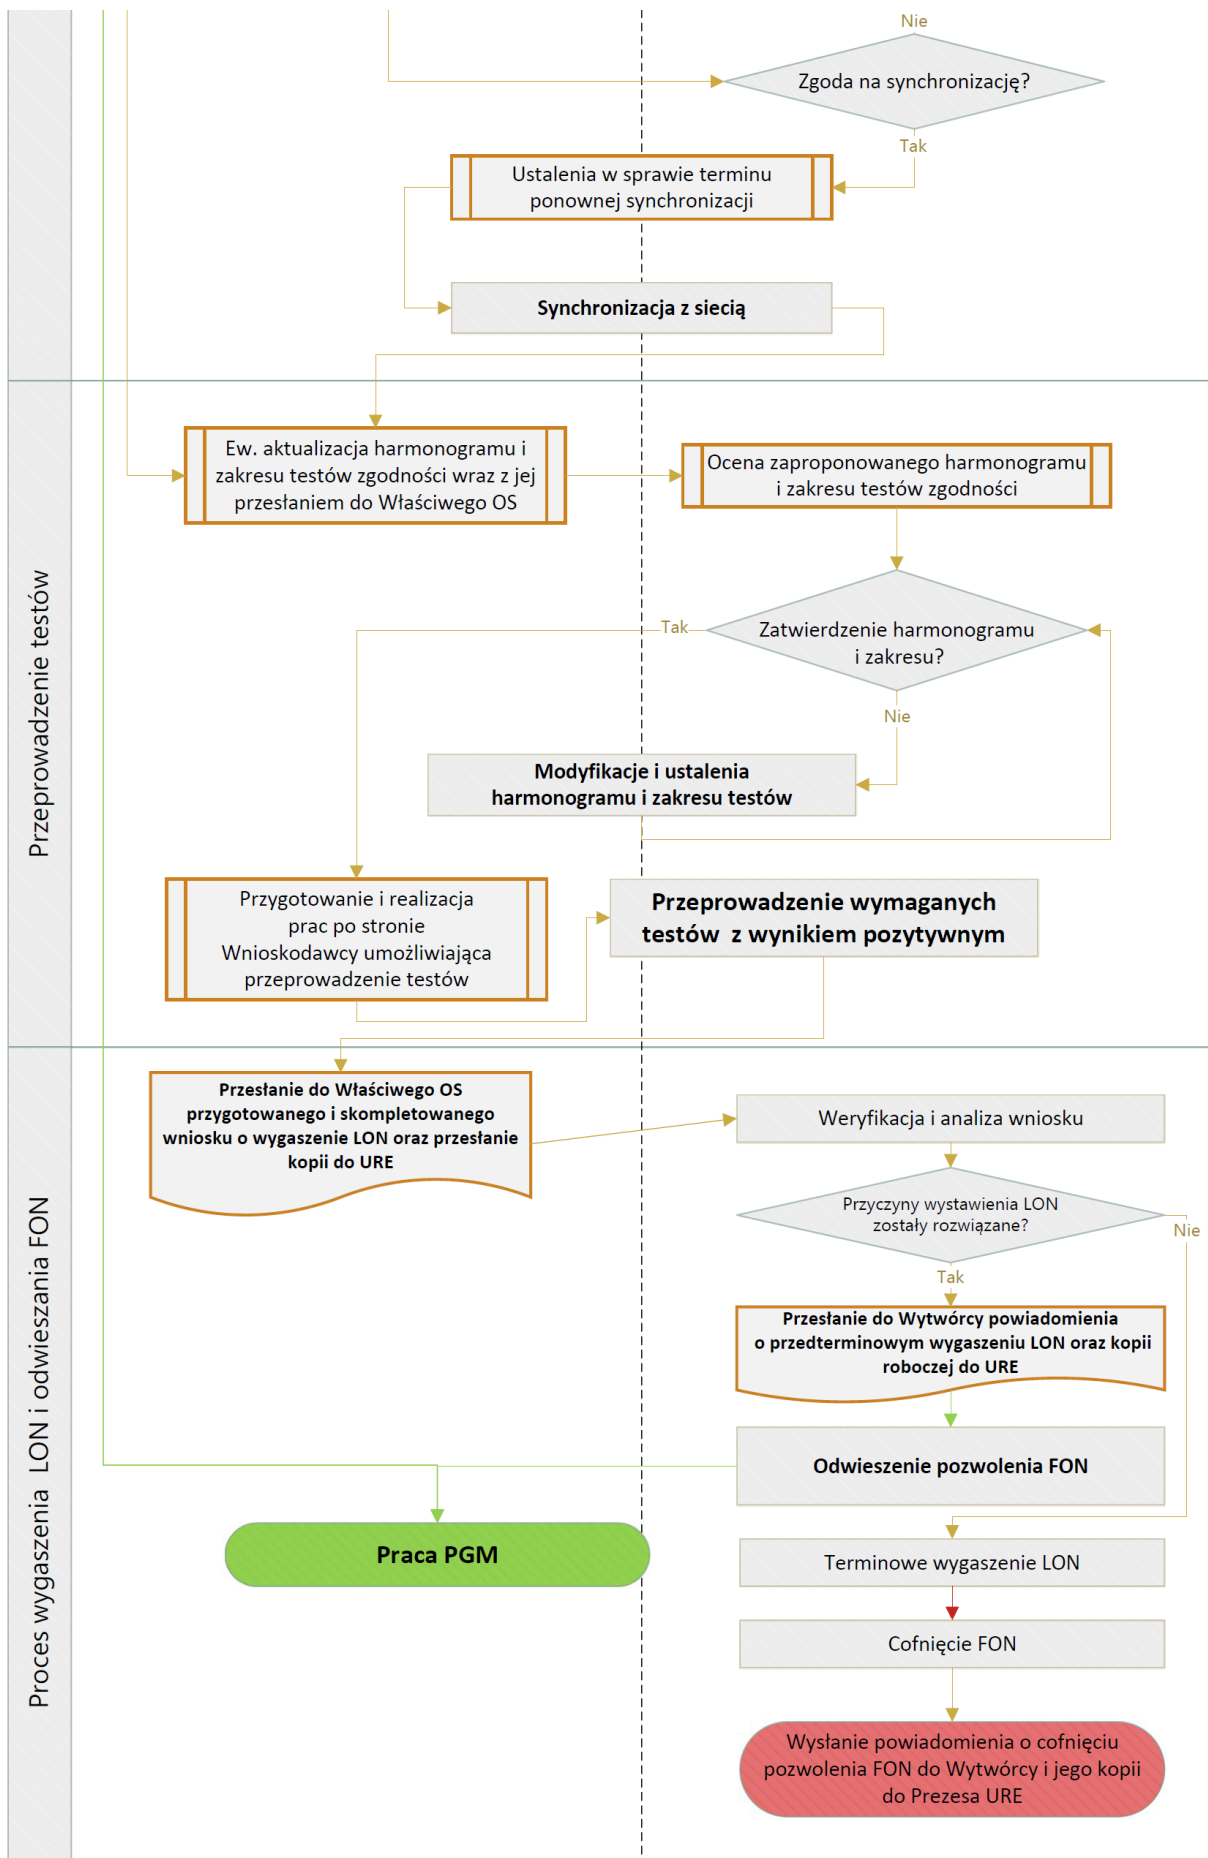 Nie
Zgoda na synchronizację?
Tak
Ustalenia w sprawie terminu
ponownej synchronizacji
Synchronizacja z siecią
Przeprowadzenie testów
Ew. aktualizacja harmonogramu i
zakresu testów zgodności wraz z jej
przesłaniem do Właściwego OS
Ocena zaproponowanego harmonogramu
i zakresu testów zgodności
Tak
Zatwierdzenie harmonogramu
i zakresu?
Nie
Modyfikacje i ustalenia
harmonogramu i zakresu testów
Przygotowanie i realizacja
prac po stronie
Wnioskodawcy umożliwiająca
przeprowadzenie testów
Przeprowadzenie wymaganych
testów z wynikiem pozytywnym
Proces wygaszenia LON i odwieszania FON
Przesłanie do Właściwego OS
przygotowanego i skompletowanego
wniosku o wygaszenie LON oraz przesłanie
kopii do URE
Weryfikacja i analiza wniosku
Przyczyny wystawienia LON
zostały rozwiązane?
Nie
Tak
Przesłanie do Wytwórcy powiadomienia
o przedterminowym wygaszeniu LON oraz kopii
roboczej do URE
Odwieszenie pozwolenia FON
Praca PGM
Terminowe wygaszenie LON
Cofnięcie FON
Wysłanie powiadomienia o cofnięciu
pozwolenia FON do Wytwórcy i jego kopii
do Prezesa URE